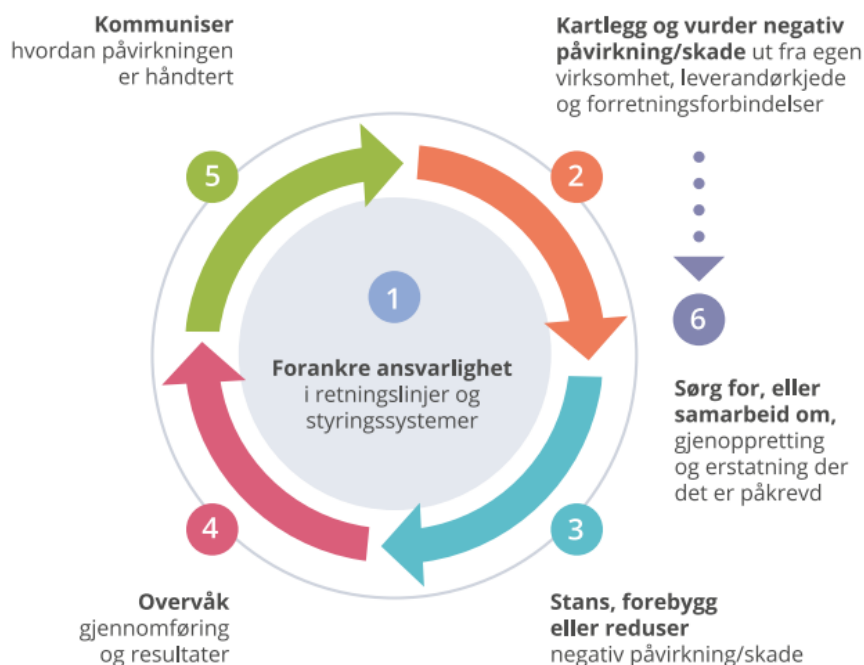 Kommuniser
hvordan påvirkningen
er håndtert
Kartlegg og vurder negativ
påvirkning/skade ut fra egen
virksomhet, leverandørkjede
og forretningsforbindelser
5
2
1
Forankre ansvarlighet
i retningslinjer og
styringssystemer
6
Sørg for, eller
samarbeid om,
gjenoppretting
og erstatning der
det er påkrevd
4
3
Overvåk
gjennomføring
og resultater
Stans, forebygg
eller reduser
negativ påvirkning/skade